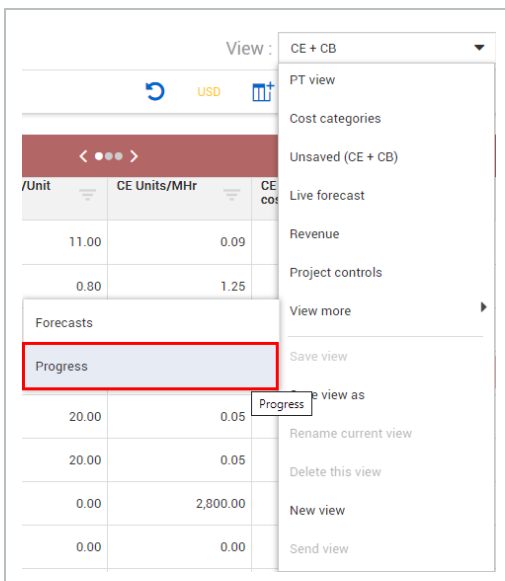 View : CE + CB
USD
PT view
Cost categories
Unsaved (CE + CB)
Live forecast
Revenue
Project controls
View more
Save view
view as
Rename current view
Delete this view
New view
Send view
/Unit CE Units/MHr CE
11.00 0.09
0.80 1.25
Forecasts
Progress
Progress
20.00 0.05
20.00 0.05
0.00 2,800.00
0.00 0.00